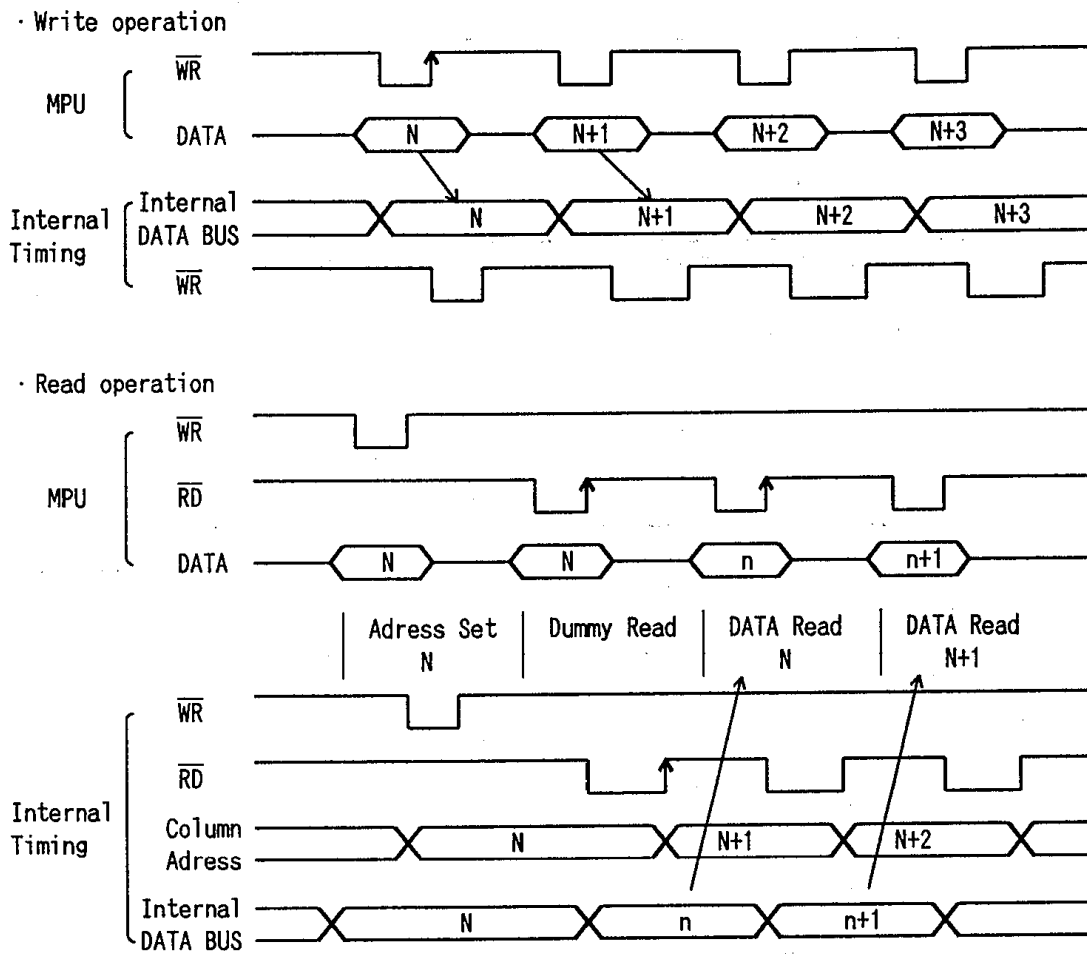 · Write operation
WR
MPU
DATA N N+1 N+2 N+3
Internal
Timing
Internal
DATA BUS
N N+1 N+2 N+3
WR
· Read operation
WR
MPU
RD
DATA N N n n+1
Adress Set Dummy Read DATA Read DATA Read
N N N+1
WR
RD
Internal
Timing
Column
Adress
N N+1 N+2
Internal
DATA BUS
N n n+1